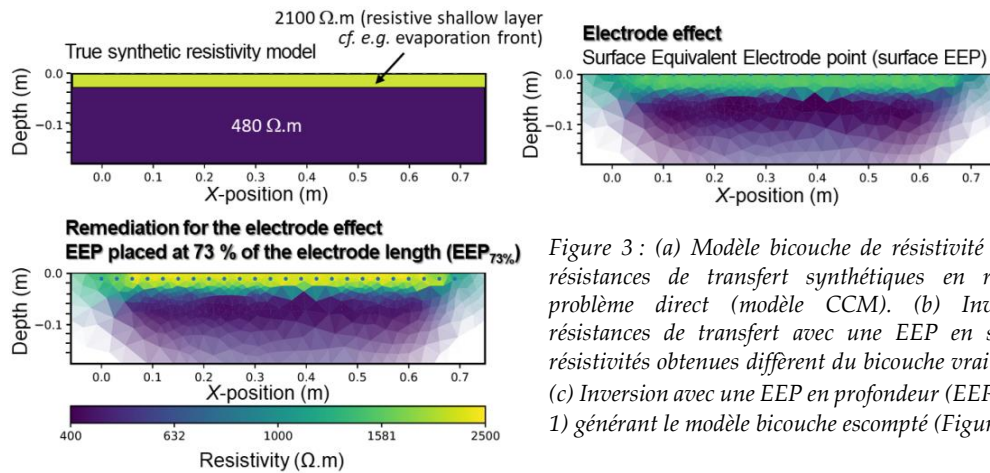 2100 Ω.m (resistive shallow layer
cf. e.g. evaporation front)
True synthetic resistivity model
0.0
−0.1
Depth (m)
480 Ω.m
0.0 0.1 0.2 0.3 0.4 0.5 0.6 0.7
X-position (m)
Electrode effect
Surface Equivalent Electrode point (surface EEP)
0.0
−0.1
Depth (m)
0.0 0.1 0.2 0.3 0.4 0.5 0.6 0.7
X-position (m)
Remediation for the electrode effect
EEP placed at 73 % of the electrode length (EEP73%)
0.0
−0.1
Depth (m)
0.0 0.1 0.2 0.3 0.4 0.5 0.6 0.7
X-position (m)
400 632 1000 1581 2500
Resistivity (Ω.m)
Figure 3 : (a) Modèle bicouche de résistivité
résistances de transfert synthétiques en
problème direct (modèle CCM). (b)
résistances de transfert avec une EEP en
résistivités obtenues diffèrent du bicouche vrai
(c) Inversion avec une EEP en profondeur (EEP
1) générant le modèle bicouche escompté